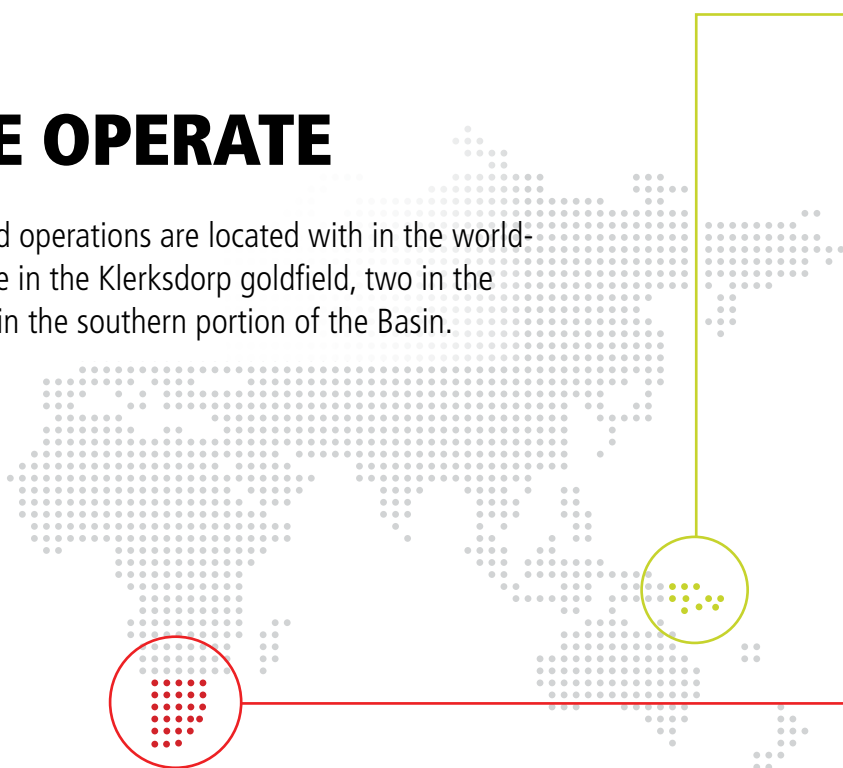 E OPERATE
d operations are located with in the world-
e in the Klerksdorp goldfield, two in the
in the southern portion of the Basin.